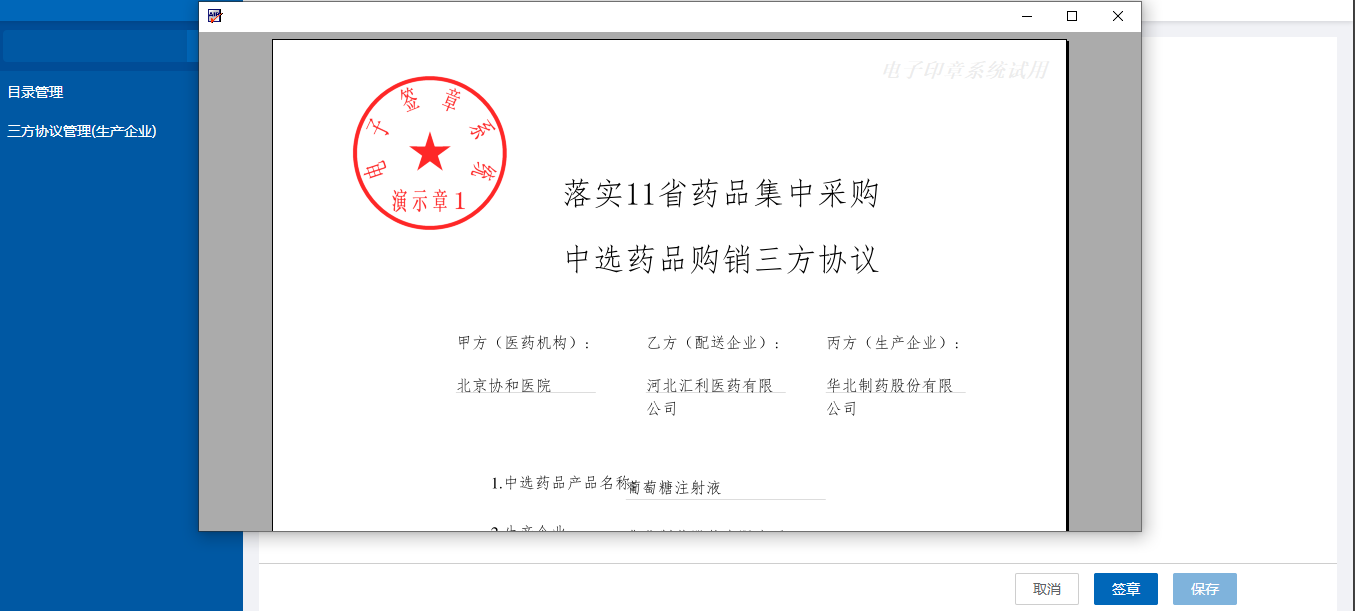 目录管理
三方协议管理(生产企业)
电子印章系统试用
电子签章系统
演示章1
落实11省药品集中采购
中选药品购销三方协议
甲方（医药机构）： 乙方（配送企业）： 丙方（生产企业）：
北京协和医院 河北汇利医药有限公司 华北制药股份有限公司
1.中选药品产品名称 葡萄糖注射液
2.生产企业
取消 签章 保存